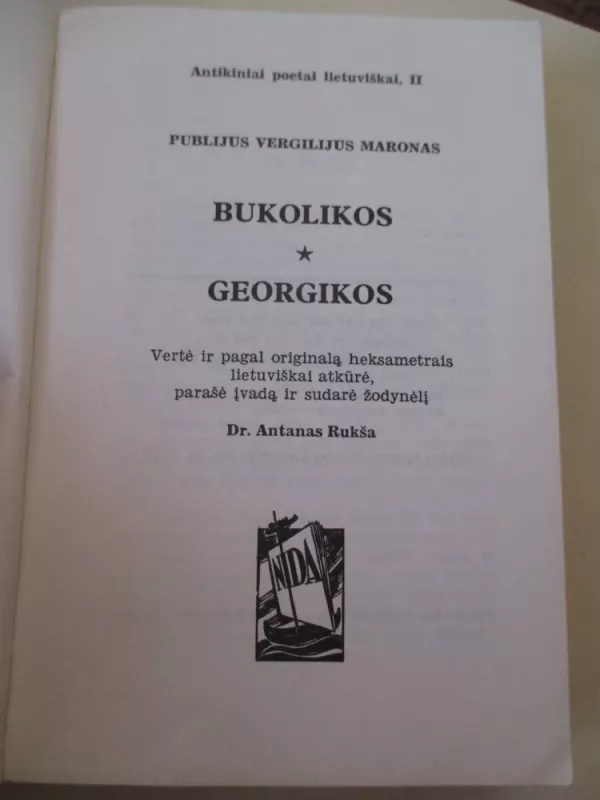 Antikiniai poetai lietuviškai, II
PUBLIJUS VERGILIJUS MARONAS
BUKOLIKOS
★
GEORGIKOS
Vertė ir pagal originalą heksametrais
lietuviškai atkūrė,
parašė įvadą ir sudarė žodynėlį
Dr. Antanas Rukša
NIDA